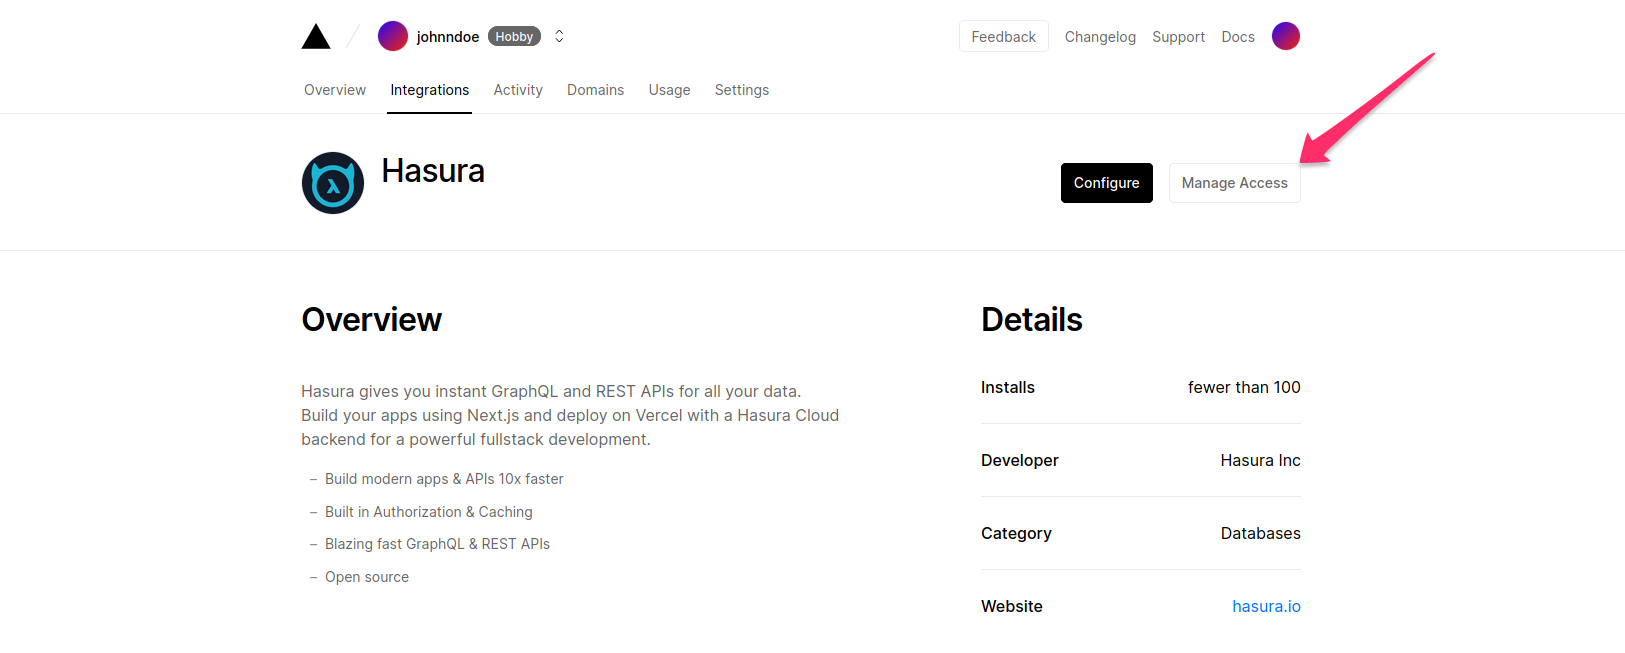 johnndoe Hobby Feedback Changelog Support Docs
Overview Integrations Activity Domains Usage Settings
Hasura
Configure Manage Access
Overview
Hasura gives you instant GraphQL and REST APIs for all your data.
Build your apps using Next.js and deploy on Vercel with a Hasura Cloud
backend for a powerful fullstack development.
– Build modern apps & APIs 10x faster
– Built in Authorization & Caching
– Blazing fast GraphQL & REST APIs
– Open source
Details
Installs fewer than 100
Developer Hasura Inc
Category Databases
Website hasura.io